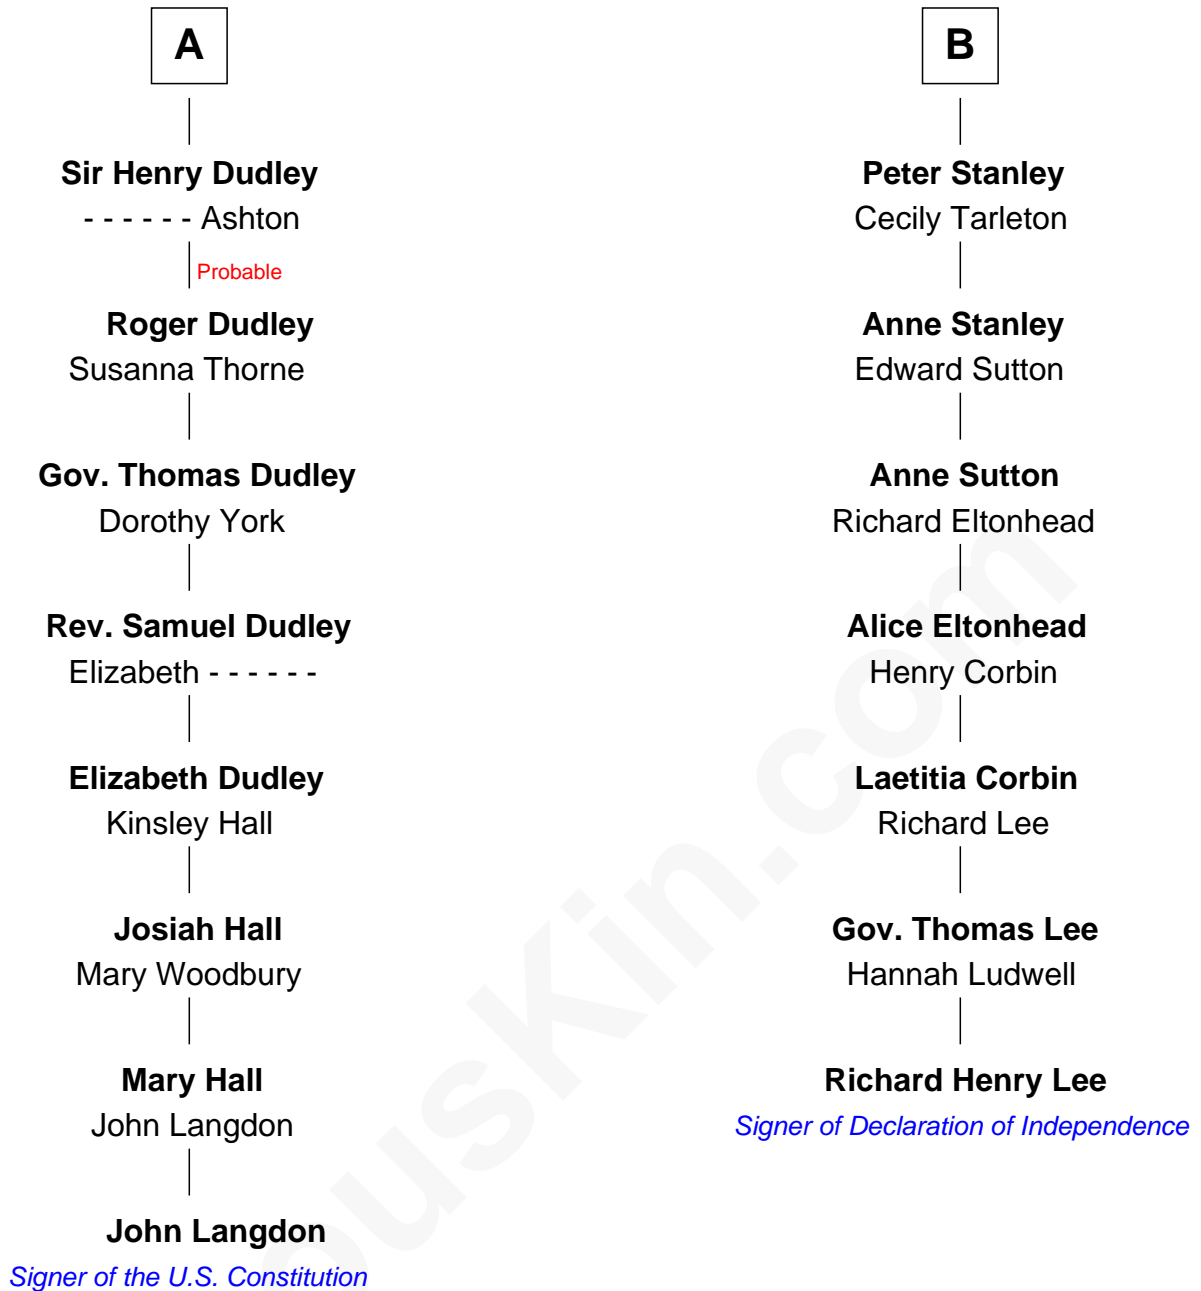 A
Sir Henry Dudley
- - - - - - Ashton
Probable
Roger Dudley
Susanna Thorne
Gov. Thomas Dudley
Dorothy York
Rev. Samuel Dudley
Elizabeth - - - - - -
Elizabeth Dudley
Kinsley Hall
Josiah Hall
Mary Woodbury
Mary Hall
John Langdon
John Langdon
Signer of the U.S. Constitution
B
Peter Stanley
Cecily Tarleton
Anne Stanley
Edward Sutton
Anne Sutton
Richard Eltonhead
Alice Eltonhead
Henry Corbin
Laetitia Corbin
Richard Lee
Gov. Thomas Lee
Hannah Ludwell
Richard Henry Lee
Signer of Declaration of Independence
ousKin.com